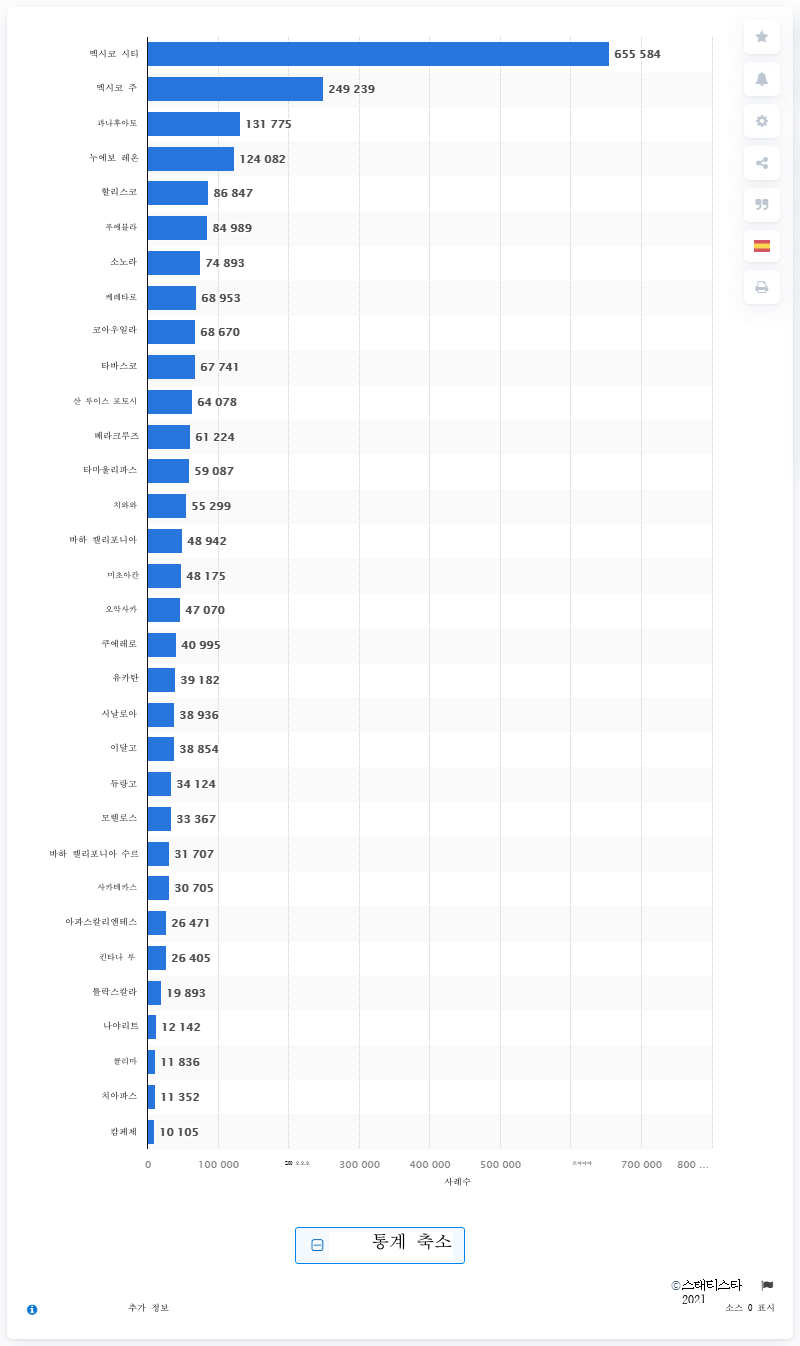 멕시코 시티 655 584
멕시코 주 249 239
과나후아토 131 775
누에보 레온 124 082
할리스코 86 847
푸에블라 84 989
소노라 74 893
케레타로 68 953
코아우일라 68 670
타바스코 67 741
산 루이스 포토시 64 078
베라크루즈 61 224
타마울리파스 59 087
치와와 55 299
바하 캘리포니아 48 942
미초아칸 48 175
오악사카 47 070
쿠에레로 40 995
유카탄 39 182
시날로아 38 936
이달고 38 854
듀랑고 34 124
모렐로스 33 367
바하 캘리포니아 수르 31 707
사카테카스 30 705
아과스칼리엔테스 26 471
킨타나 루 26 405
틀락스칼라 19 893
나야리트 12 142
콜리마 11 836
치아파스 11 352
캄페체 10 105
0 100 000 300 000 400 000 500 000 700 000 800 ...
사례수
통계 축소
©스태티스타
2021
추가 정보 소스 0 표시